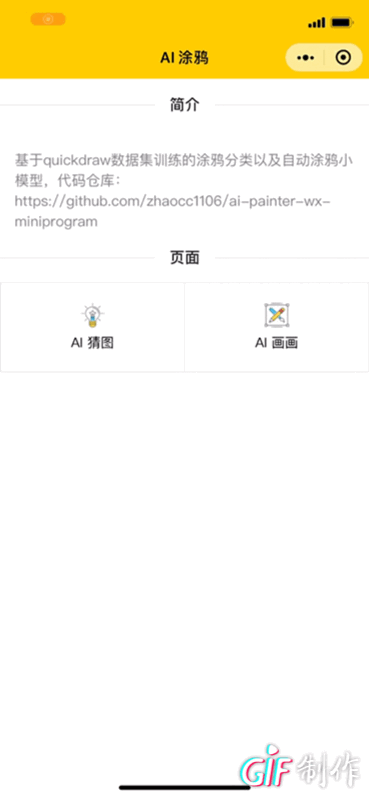 AI 涂鸦
简介
基于quickdraw数据集训练的涂鸦分类以及自动涂鸦小
模型，代码仓库：
https://github.com/zhaocc1106/ai-painter-wx-
miniprogram
页面
AI 猜图
AI 画画
GIF 制作